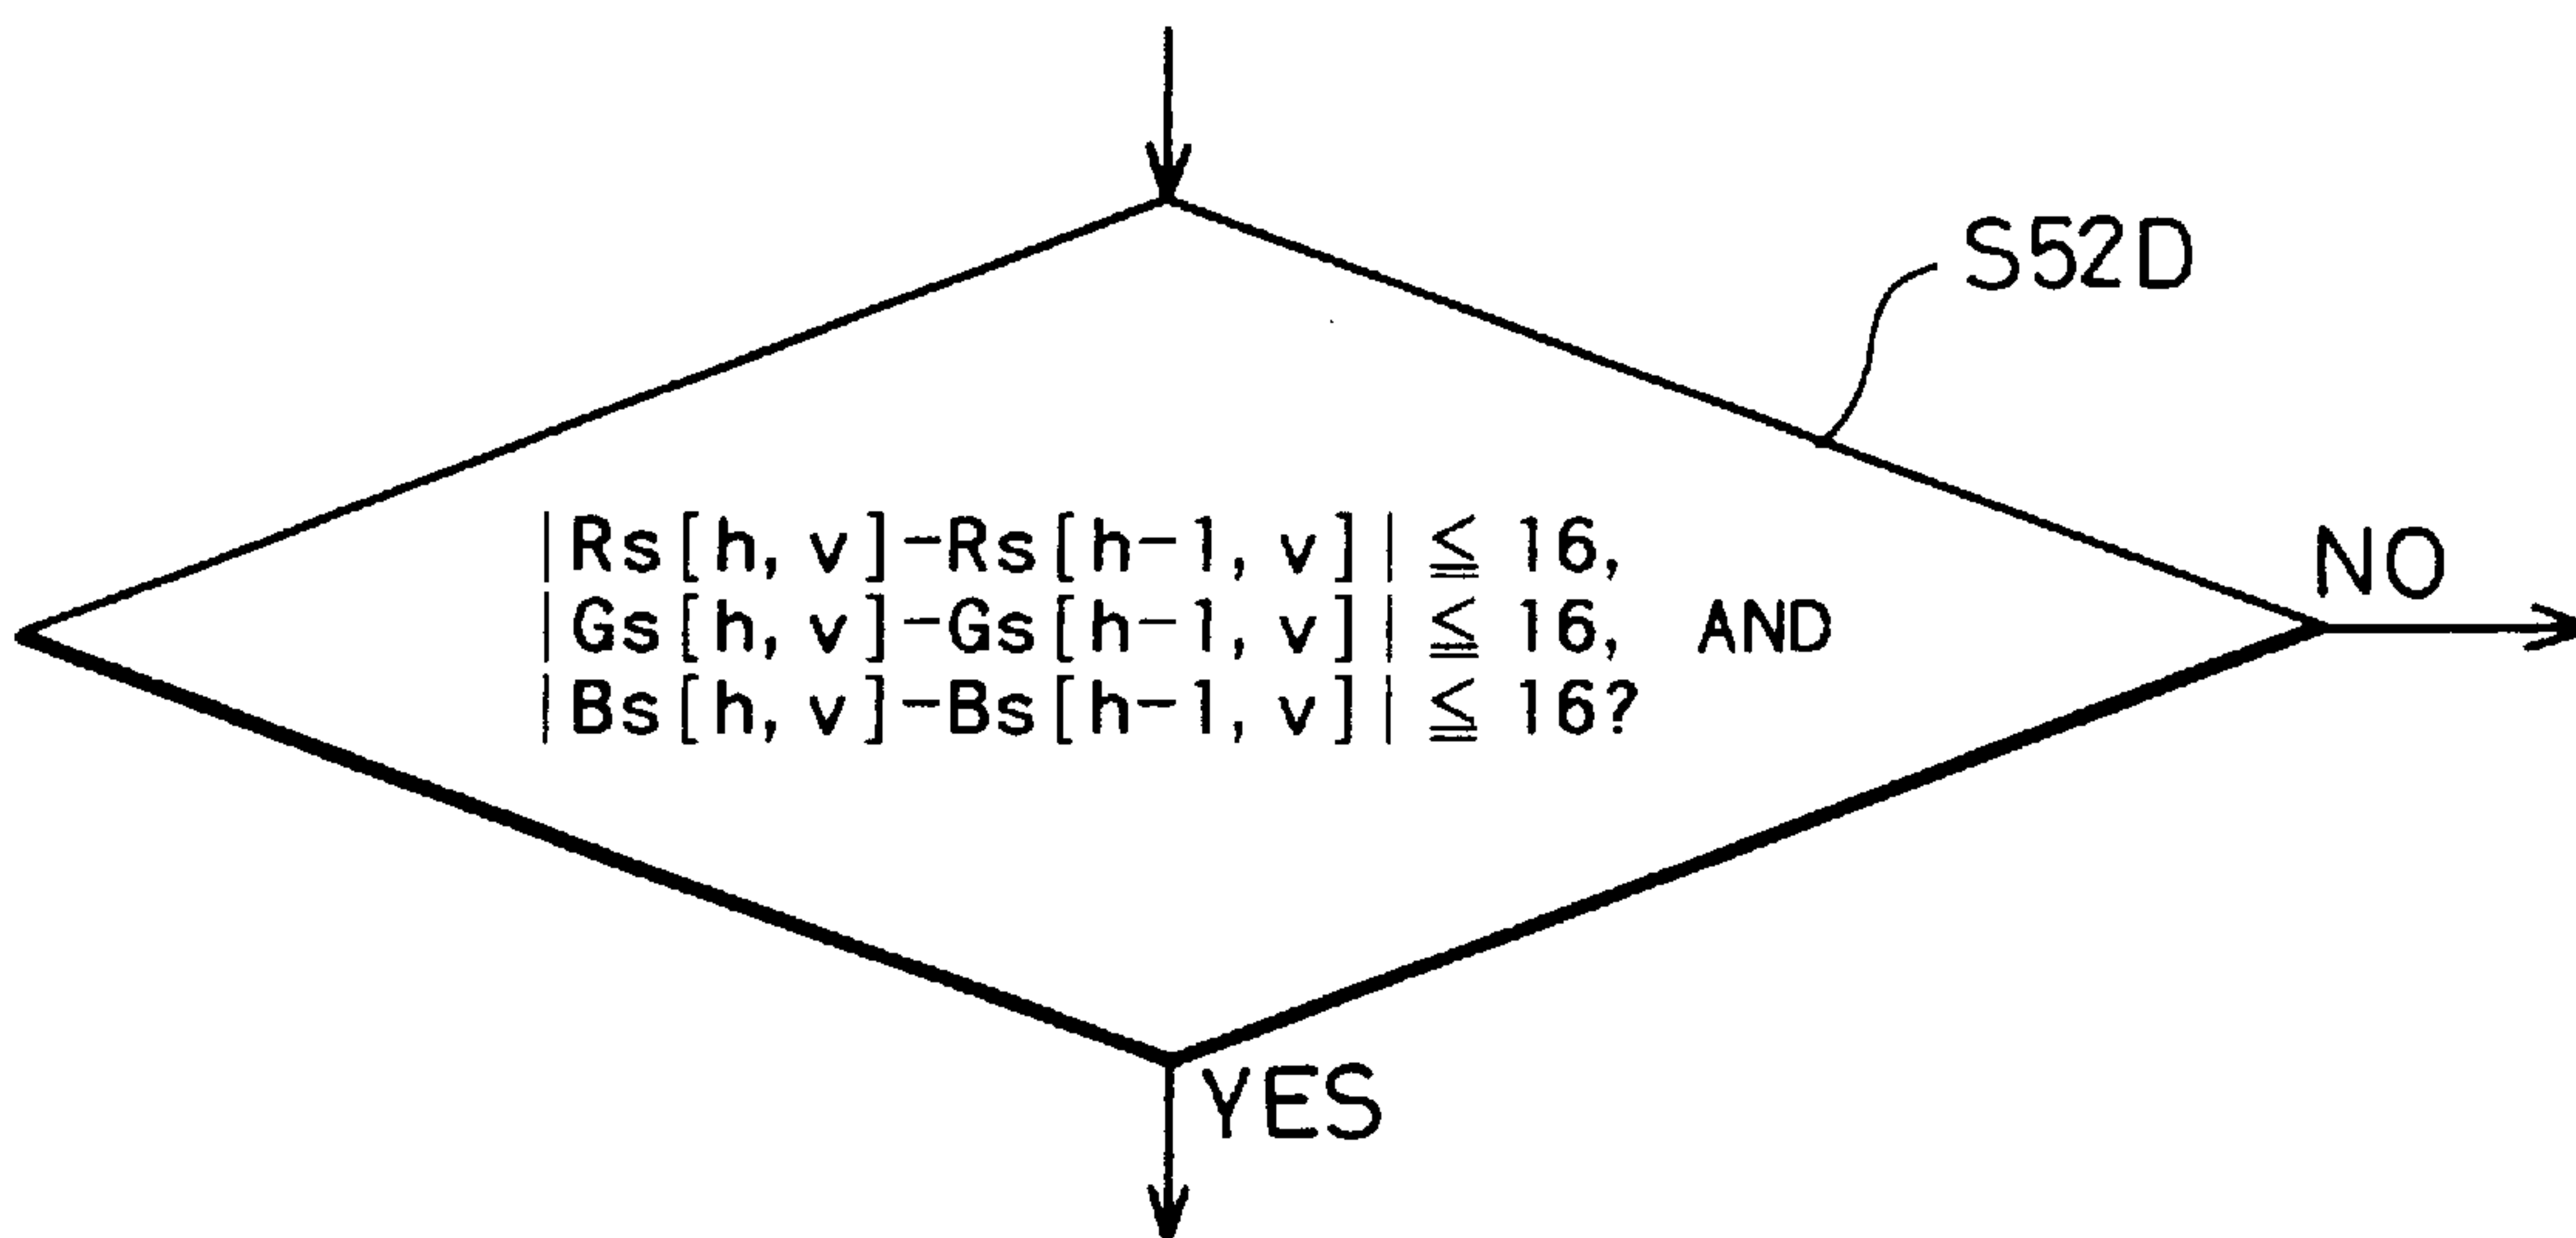 S52D
|Rs[h, v]-Rs[h-1, v]| ≦ 16,
|Gs[h, v]-Gs[h-1, v]| ≦ 16, AND
|Bs[h, v]-Bs[h-1, v]| ≦ 16?
NO
YES